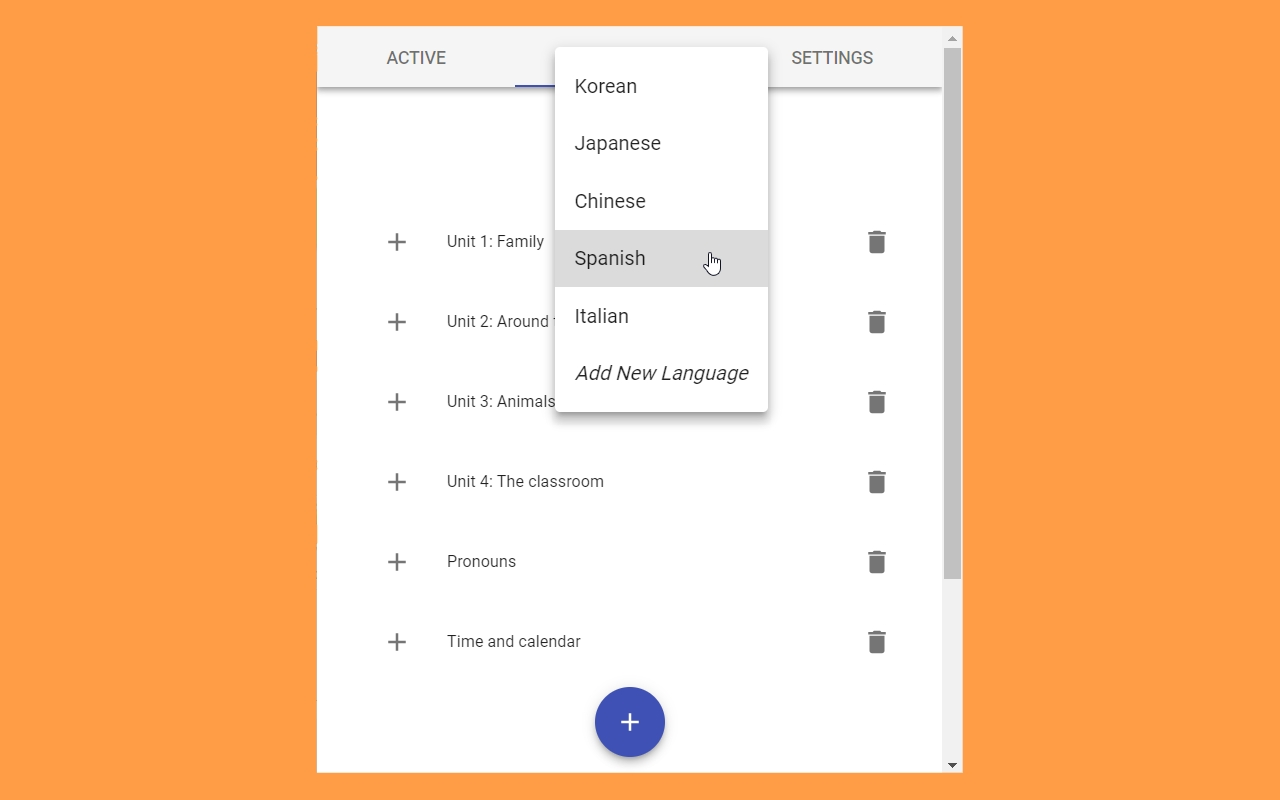 ACTIVE
SETTINGS
Korean
Japanese
Chinese
Spanish
Italian
Add New Language
Unit 1: Family
Unit 2: Around
Unit 3: Animals
Unit 4: The classroom
Pronouns
Time and calendar